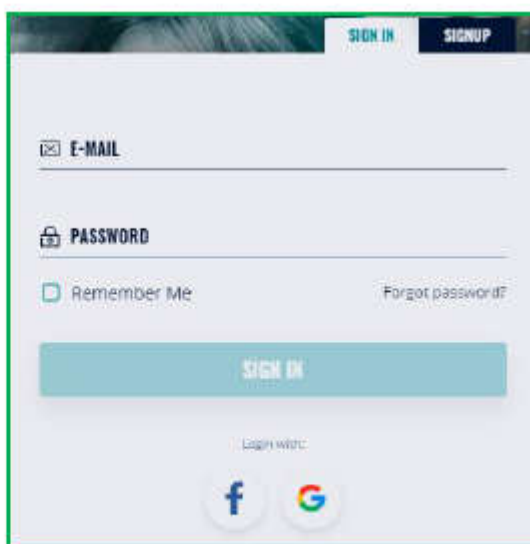 SIGN IN SIGNUP
E-MAIL
PASSWORD
Remember Me Forgot password?
SIGN IN
Login with: